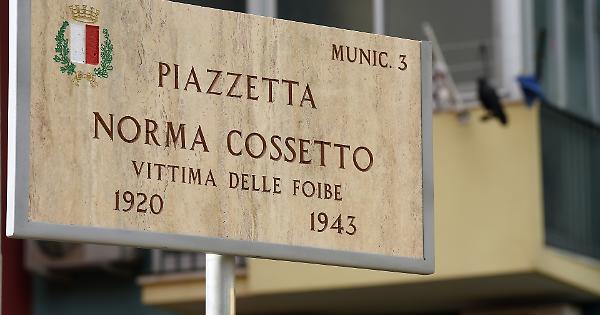 MUNIC. 3
PIAZZETTA
NORMA COSSETTO
VITTIMA DELLE FOIBE
1920 1943